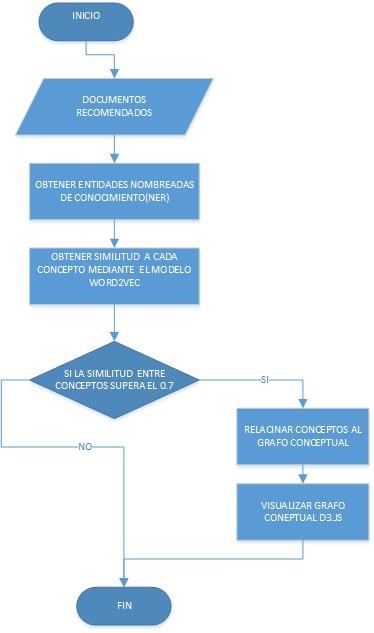 INICIO
DOCUMENTOS
RECOMENDADOS
OBTENER ENTIDADES NOMBREADAS
DE CONOCIMIENTO(NER)
OBTENER SIMILITUD A CADA
CONCEPTO MEDIANTE EL MODELO
WORD2VEC
SI LA SIMILITUD ENTRE
CONCEPTOS SUPERA EL 0.7
SI
RELACINAR CONCEPTOS AL
GRAFO CONCEPTUAL
NO
VISUALIZAR GRAFO
CONEPTUAL D3.JS
FIN